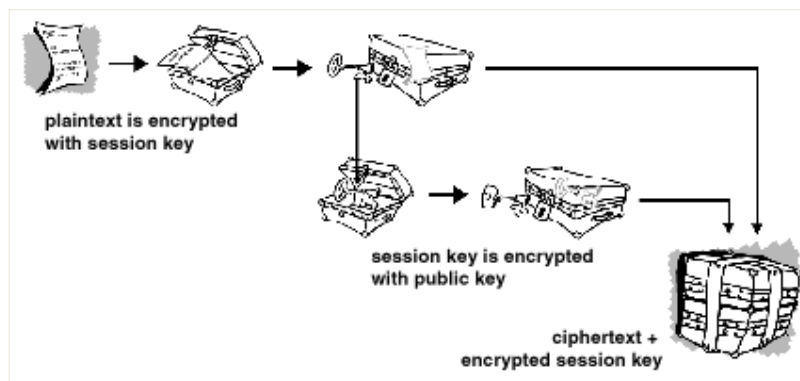 plaintext is encrypted
with session key
session key is encrypted
with public key
ciphertext +
encrypted session key